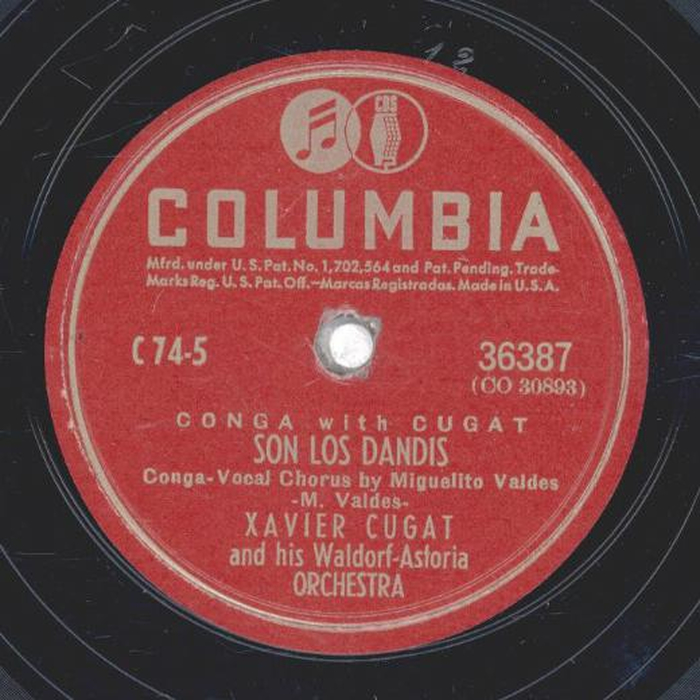 12
CBS
COLUMBIA
Mfrd. under U.S. Pat. No. 1,702,564 and Pat. Pending. Trade-
Marks Reg. U.S. Pat. Off.—Marcas Registradas. Made in U.S.A.
C 74-5
36387
(CO 30893)
CONGA with CUGAT
SON LOS DANDIS
Conga-Vocal Chorus by Miguelito Valdes
-M. Valdes-
XAVIER CUGAT
and his Waldorf-Astoria
ORCHESTRA